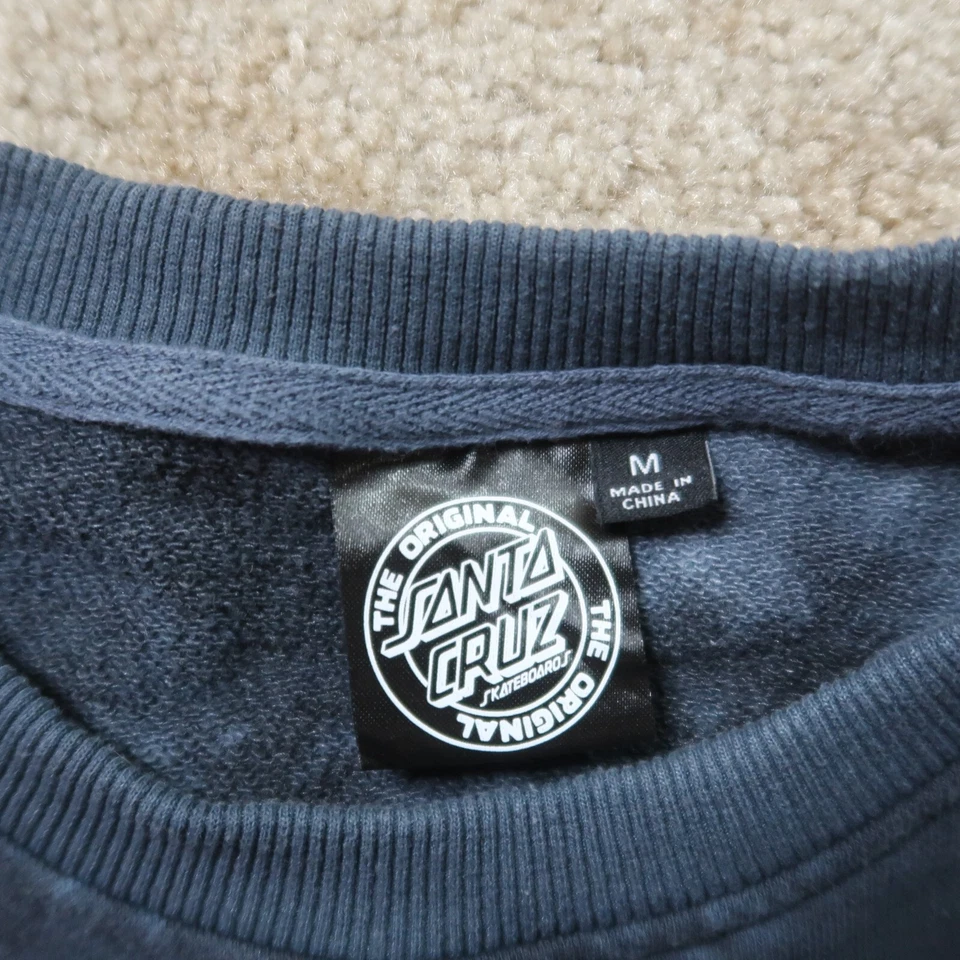 M
MADE IN
CHINA
THE ORIGINAL
SANTA
CRUZ
SKATEBOARDS
THE ORIGINAL